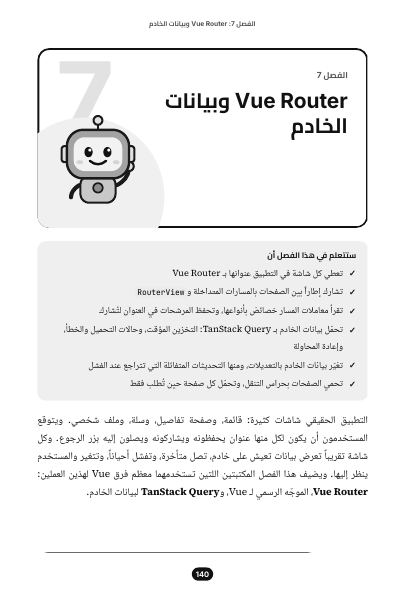 الفصل 7: Vue Router وبيانات الخادم
7
الفصل 7
Vue Router وبيانات
الخادم
ستتعلم في هذا الفصل أن
✓ تعطي كل شاشة في التطبيق عنوانها بـ Vue Router
✓ تشارك إطاراً بين الصفحات بالمسارات المتداخلة و RouterView
✓ تقرأ معاملات المسار خصائص بأنواعها، وتحفظ المرشحات في العنوان لتُشارك
✓ تحمّل بيانات الخادم بـ TanStack Query: التخزين المؤقت، وحالات التحميل والخطأ،
وإعادة المحاولة
✓ تغيّر بيانات الخادم بالتعديلات، ومنها التحديثات المتفائلة التي تتراجع عند الفشل
✓ تحمي الصفحات بحراس التنقل، وتحمّل كل صفحة حين تُطلب فقط
التطبيق الحقيقي شاشات كثيرة: قائمة، وصفحة تفاصيل، وسلة، وملف شخصي. ويتوقع
المستخدمون أن يكون لكل منها عنوان يحفظونه ويشاركونه ويصلون إليه بزر الرجوع. وكل
شاشة تقريباً تعرض بيانات تعيش على خادم، تصل متأخرة، وتفشل أحياناً، وتتغير والمستخدم
ينظر إليها. ويضيف هذا الفصل المكتبتين اللتين تستخدمهما معظم فرق Vue لهذين العملين:
Vue Router، الموجّه الرسمي لـ Vue، وTanStack Query لبيانات الخادم.
140